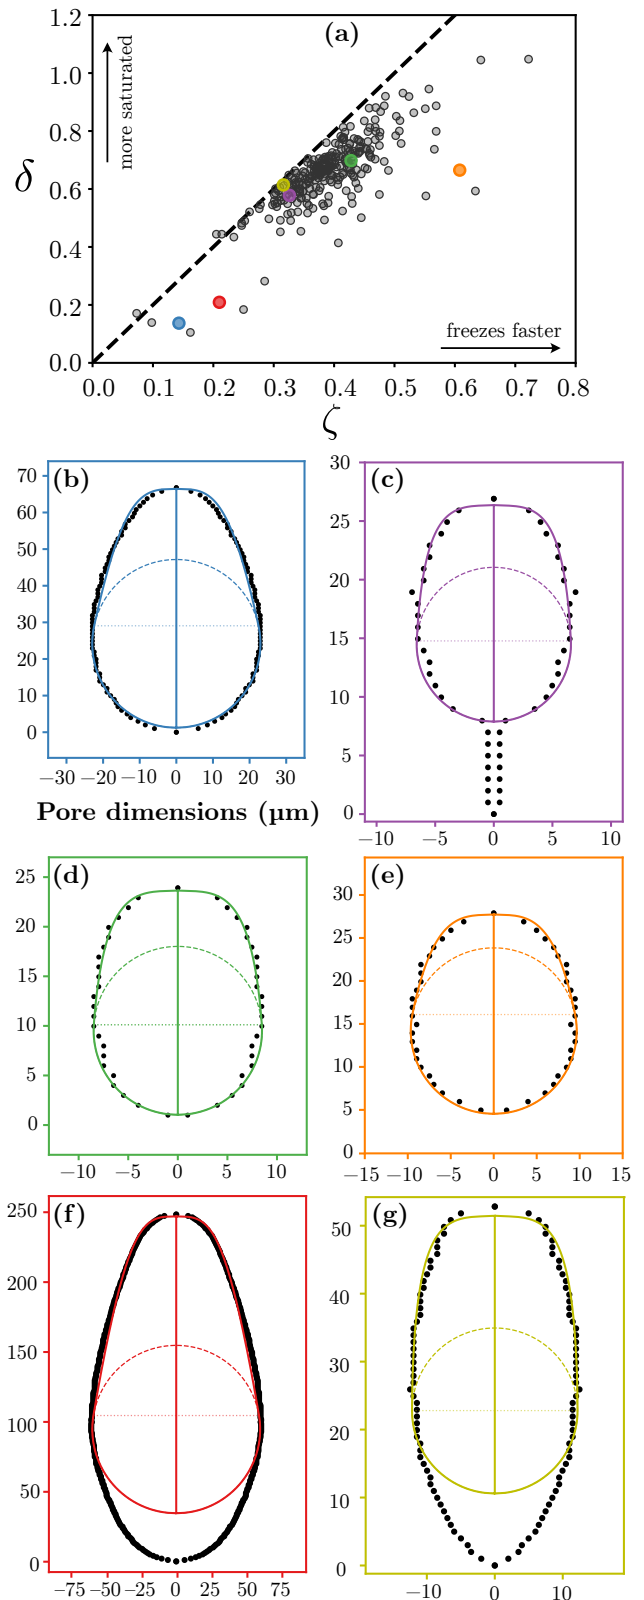 1.2
1.0
0.8
0.6
0.4
0.2
0.0
δ
more saturated
(a)
freezes faster
0.0 0.1 0.2 0.3 0.4 0.5 0.6 0.7 0.8
ζ
(b)
70
60
50
40
30
20
10
0
−30 −20 −10 0 10 20 30
Pore dimensions (µm)
(c)
30
25
20
15
10
5
0
−10 −5 0 5 10
(d)
25
20
15
10
5
0
−10 −5 0 5 10
(e)
30
25
20
15
10
5
0
−15 −10 −5 0 5 10 15
(f)
250
200
150
100
50
0
−75 −50 −25 0 25 50 75
(g)
50
40
30
20
10
0
−10 0 10